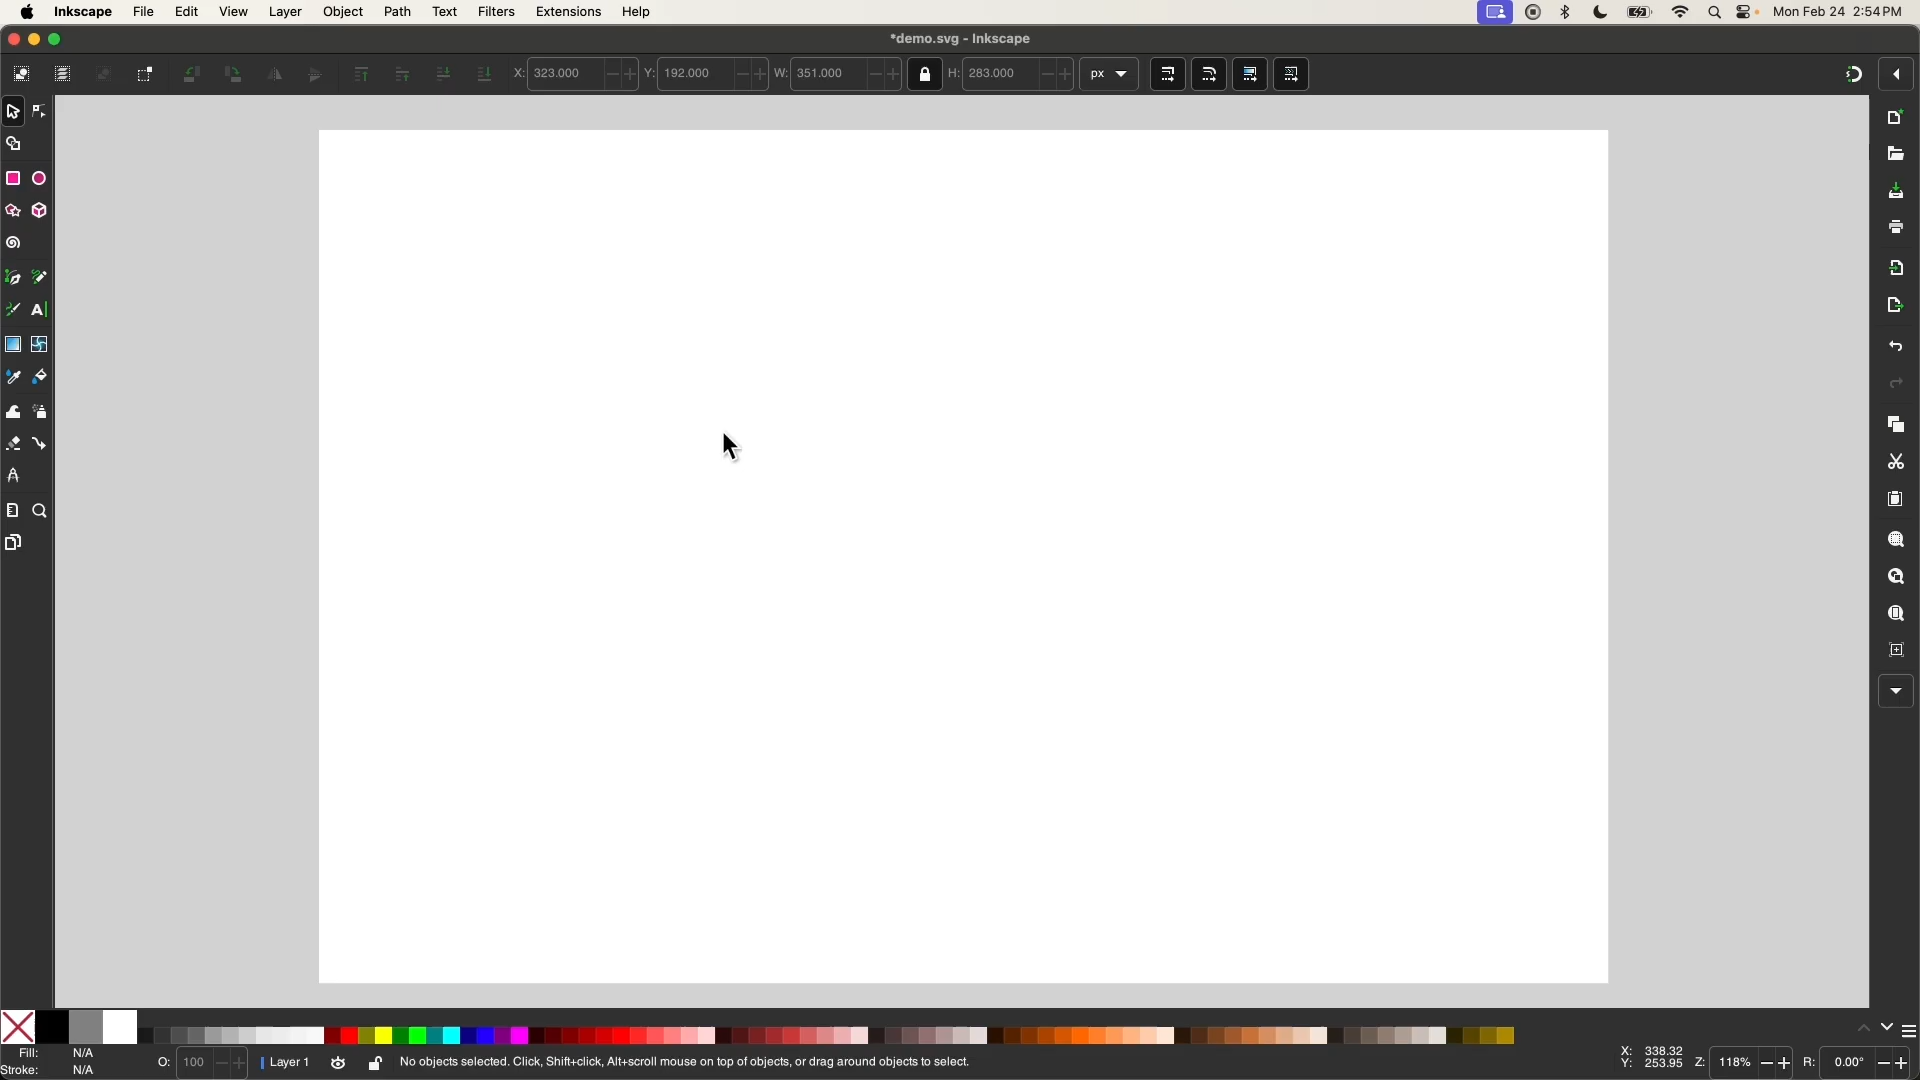 Inkscape File Edit View Layer Object Path Text Filters Extensions Help Mon Feb 24 2:54 PM
*demo.svg - Inkscape
X: 323.000 Y: 192.000 W: 351.000 H: 283.000 px
Fill: N/A
Stroke: N/A
O: 100 Layer 1 No objects selected. Click, Shift+click, Alt+scroll mouse on top of objects, or drag around objects to select.
X: 338.32
Y: 253.95
Z: 118% R: 0.00°